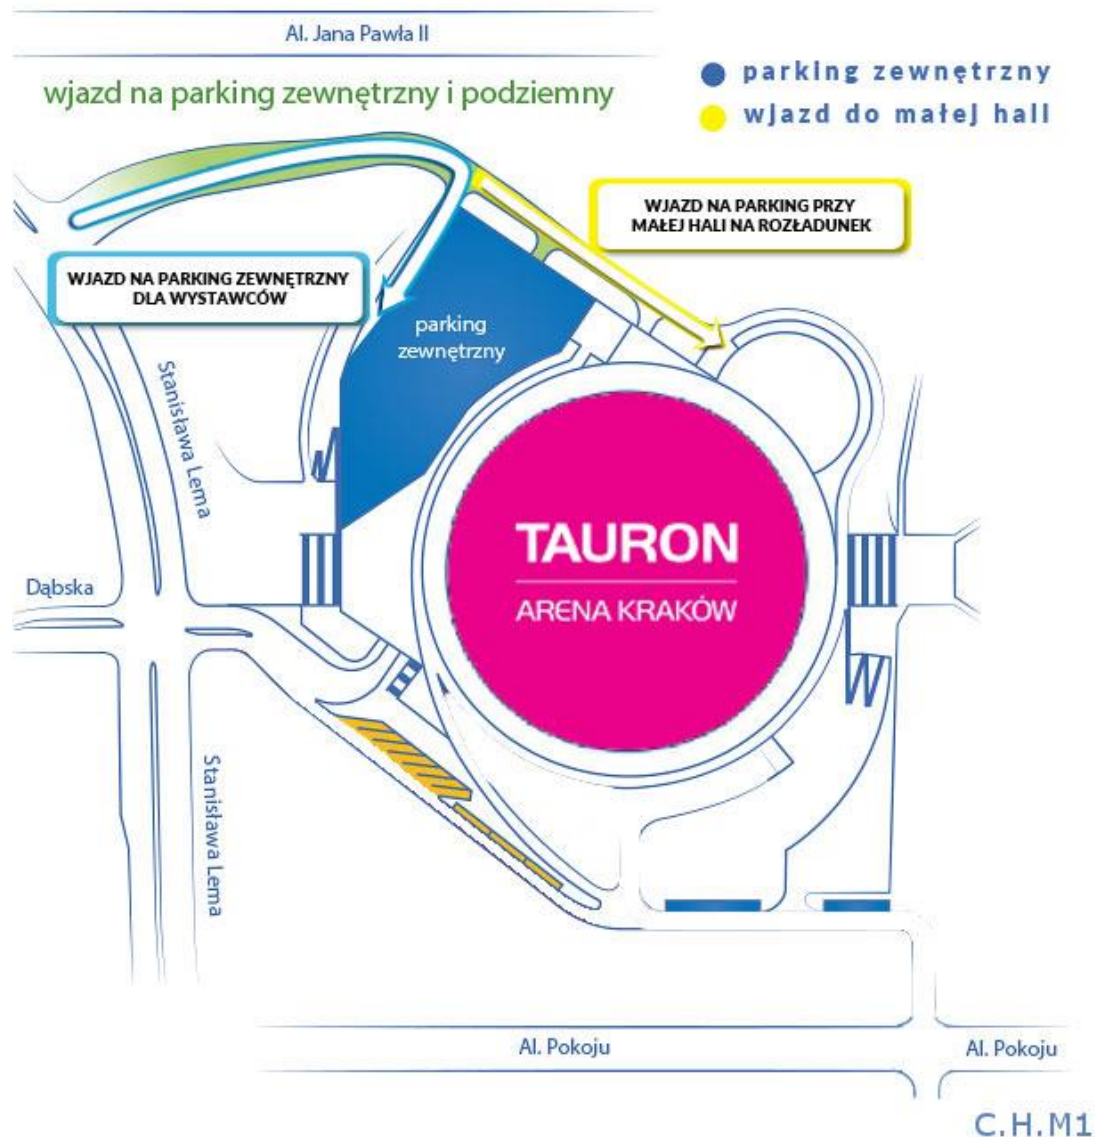 Al. Jana Pawła II
wjazd na parking zewnętrzny i podziemny
parking zewnętrzny
wjazd do małej hall
WJAZD NA PARKING PRZY
MAŁEJ HALI NA ROZŁADUNEK
WJAZD NA PARKING ZEWNĘTRZNY
DLA WYSTAWCÓW
parking
zewnętrzny
Stanisława Lema
TAURON
ARENA KRAKÓW
Dąbska
Stanisława Lema
Al. Pokoju
Al. Pokoju
C.H.M1